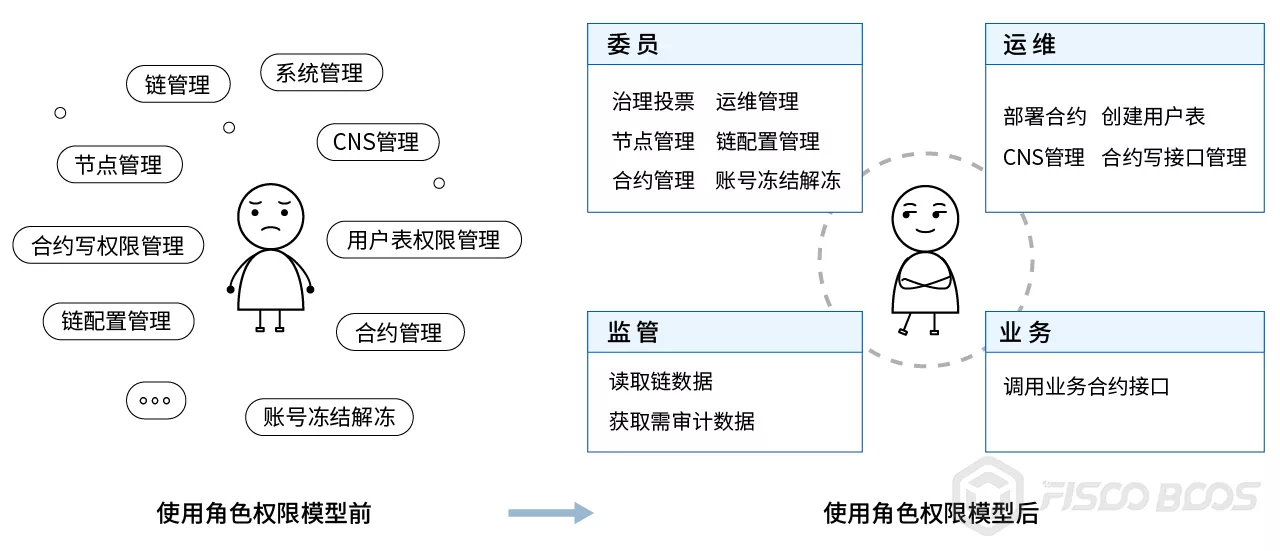 系统管理
链管理
CNS管理
节点管理
合约写权限管理
用户表权限管理
链配置管理
合约管理
账号冻结解冻
使用角色权限模型前
委员
治理投票 运维管理
节点管理 链配置管理
合约管理 账号冻结解冻
运维
部署合约 创建用户表
CNS管理 合约写接口管理
监管
读取链数据
获取需审计数据
业务
调用业务合约接口
使用角色权限模型后
FISCO BCOS